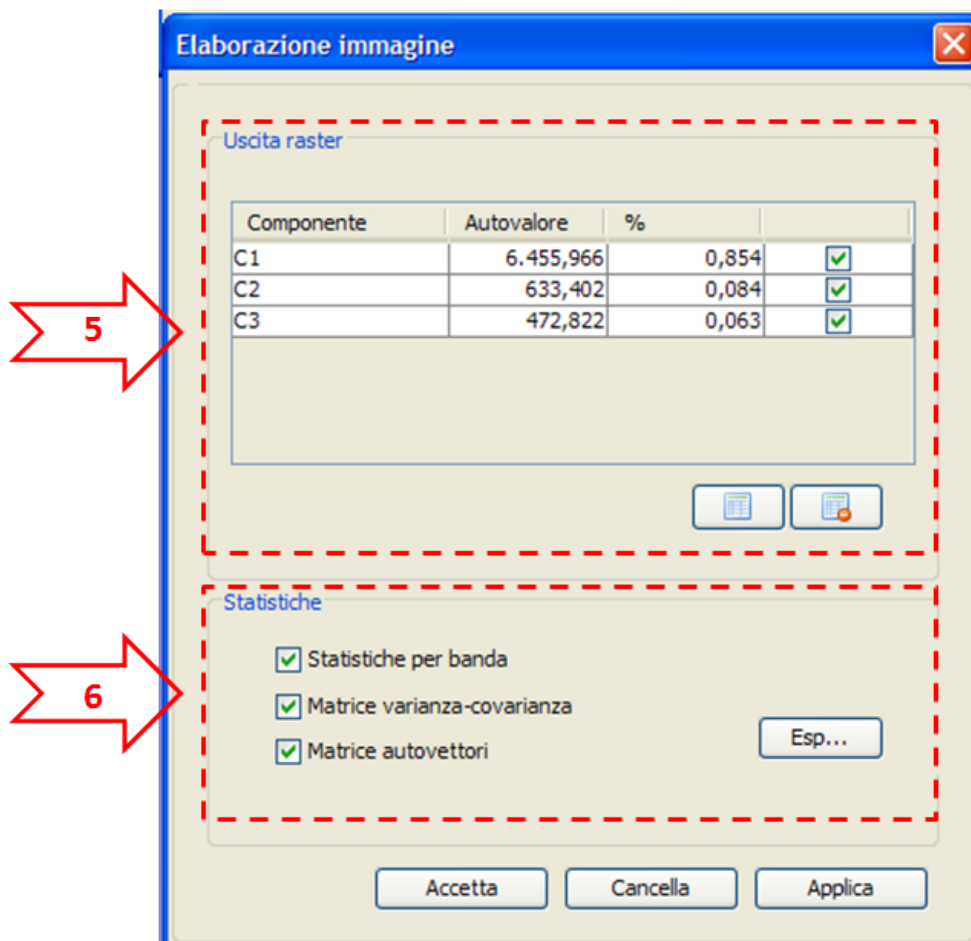 Elaborazione immagine
Uscita raster
Componente Autovalore %
C1 6.455,966 0,854
C2 633,402 0,084
C3 472,822 0,063
5
Statistiche
Statistiche per banda
Matrice varianza-covarianza
Matrice autovettori
Esp...
6
Accetta Cancella Applica